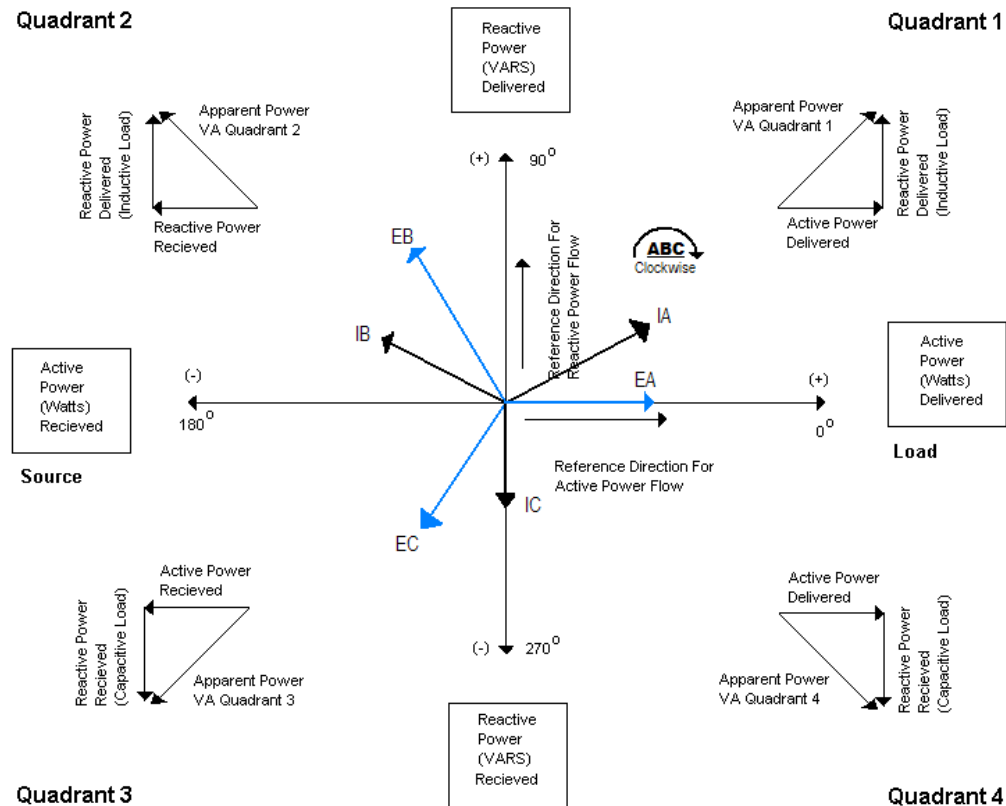 Quadrant 2
Quadrant 1
Reactive
Power
(VARS)
Delivered
Reactive Power
Delivered
(Inductive Load)
Apparent Power
VA Quadrant 2
Reactive Power
Recieved
Apparent Power
VA Quadrant 1
Active Power
Delivered
Reactive Power
Delivered
(Inductive Load)
(+)
90°
EB
IB
Reference Direction For
Reactive Power Flow
ABC
Clockwise
IA
EA
Active
Power
(Watts)
Recieved
Source
(-)
180°
(+)
0°
Active
Power
(Watts)
Delivered
Load
Reference Direction For
Active Power Flow
IC
EC
Active Power
Recieved
Reactive Power
Recieved
(Capacitive Load)
Apparent Power
VA Quadrant 3
(-)
270°
Active Power
Delivered
Apparent Power
VA Quadrant 4
Reactive Power
Recieved
(Capacitive Load)
Reactive
Power
(VARS)
Recieved
Quadrant 3
Quadrant 4